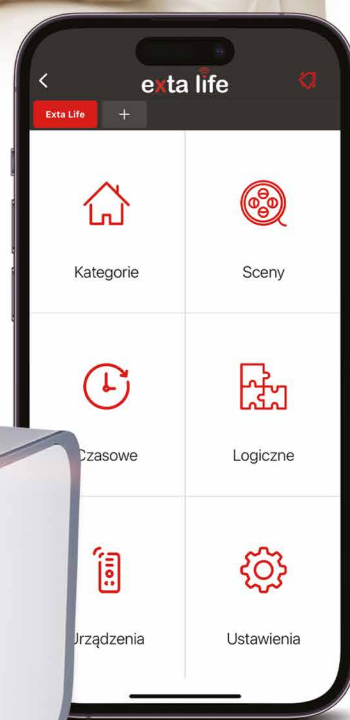 exta life
Exta Life +
Kategorie
Sceny
Czasowe
Logiczne
Urządzenia
Ustawienia